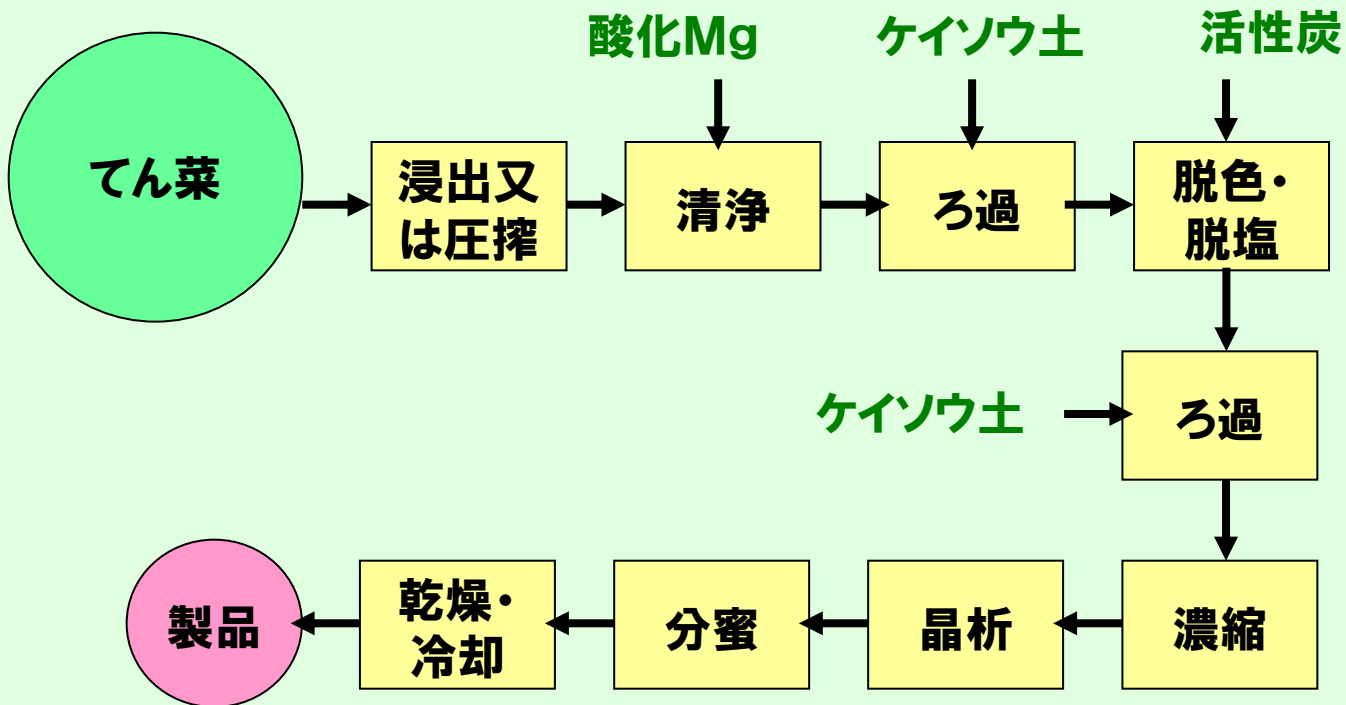 酸化Mg
ケイソウ土
活性炭
てん菜
浸出又
は圧搾
清浄
ろ過
脱色・
脱塩
ケイソウ土
ろ過
製品
乾燥・
冷却
分蜜
晶析
濃縮